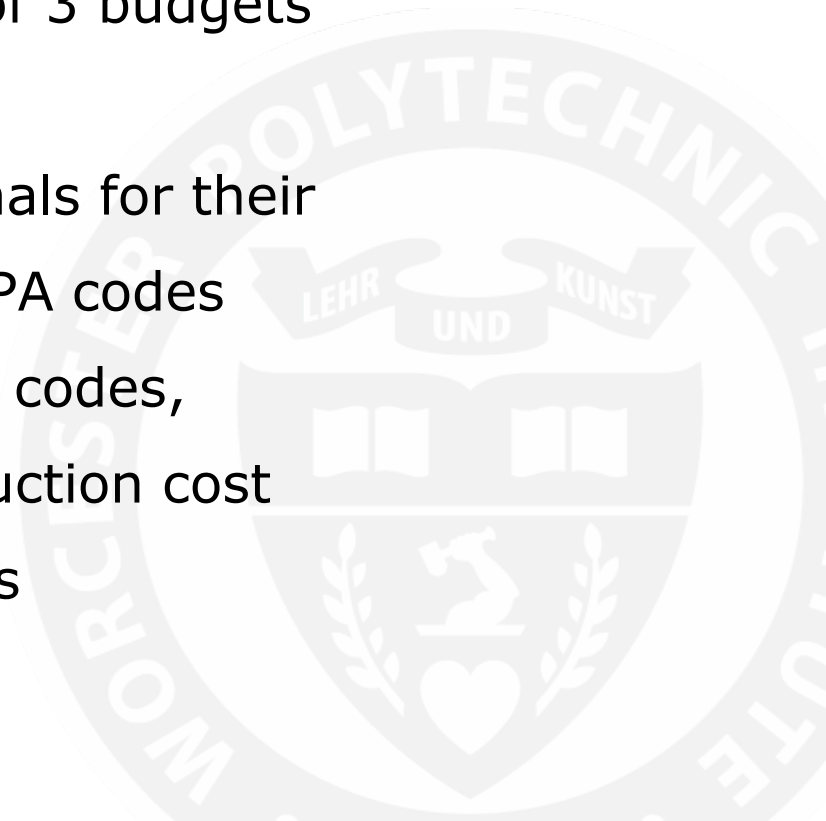 of 3 budgets
nals for their
PA codes
codes,
uction cost
s
WORCESTER POLYTECHNIC
LEHR UND KUNST